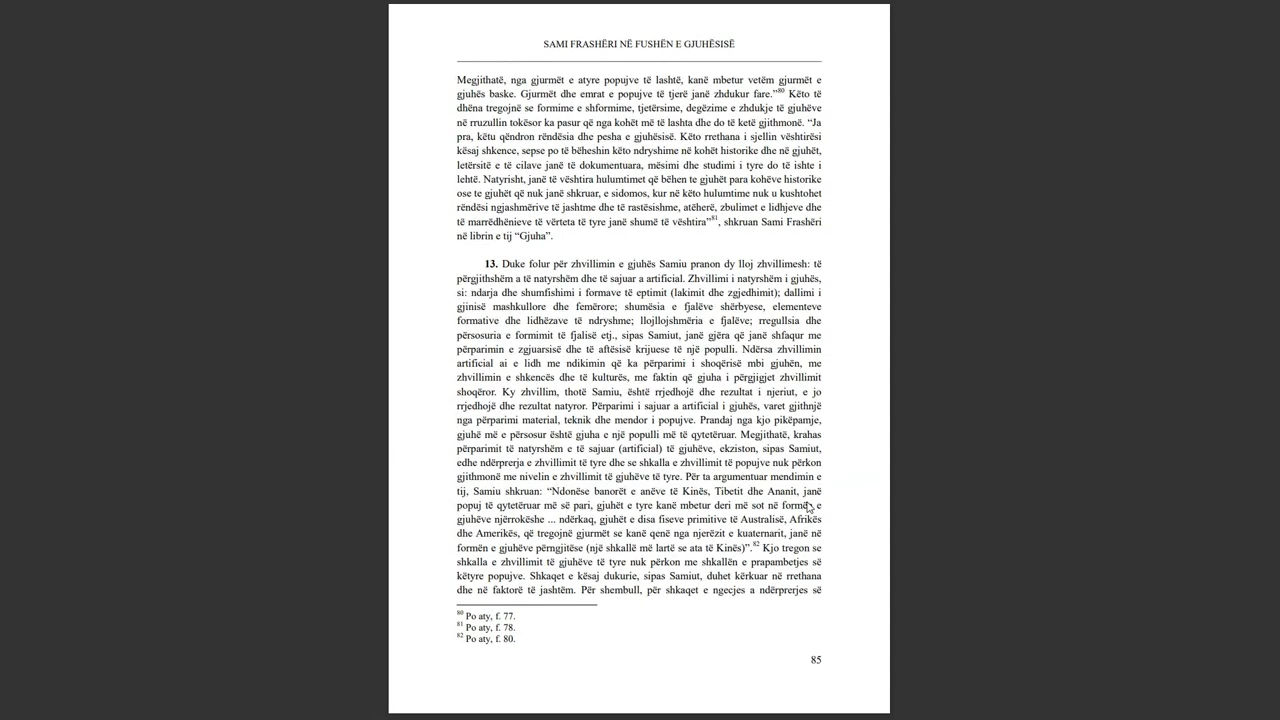 SAMI FRASHËRI NË FUSHËN E GJUHËSISË
Megjithatë, nga gjurmët e atyre popujve të lashtë, kanë mbetur vetëm gjurmët e
gjuhës baske. Gjurmët dhe emrat e popujve të tjerë janë zhdukur fare.”80 Këto të
dhëna tregojnë se formime e shformime, tjetërsime, degëzime e zhdukje të gjuhëve
në rruzullin tokësor ka pasur që nga kohët më të lashta dhe do të ketë gjithmonë. “Ja
pra, këtu qëndron rëndësia dhe pesha e gjuhësisë. Këto rrethana i sjellin vështirësi
kësaj shkence, sepse po të bëheshin këto ndryshime në kohët historike dhe në gjuhët,
letërsitë e të cilave janë të dokumentuara, mësimi dhe studimi i tyre do të ishte i
lehtë. Natyrisht, janë të vështira hulumtimet që bëhen te gjuhët para kohëve historike
ose te gjuhët që nuk janë shkruar, e sidomos, kur në këto hulumtime nuk u kushtohet
rëndësi ngjashmërive të jashtme dhe të rastësishme, atëherë, zbulimet e lidhjeve dhe
të marrëdhënieve të vërteta të tyre janë shumë të vështira”81, shkruan Sami Frashëri
në librin e tij “Gjuha”.
13. Duke folur për zhvillimin e gjuhës Samiu pranon dy lloj zhvillimesh: të
përgjithshëm a të natyrshëm dhe të sajuar a artificial. Zhvillimi i natyrshëm i gjuhës,
si: ndarja dhe shumfishimi i formave të eptimit (lakimit dhe zgjedhimit); dallimi i
gjinisë mashkullore dhe femërore; shumësia e fjalëve shërbyese, elementeve
formative dhe lidhëzave të ndryshme; llojllojshmëria e fjalëve; rregullsia dhe
përsosuria e formimit të fjalisë etj., sipas Samiut, janë gjëra që janë shfaqur me
përparimin e zgjuarsisë dhe të aftësisë krijuese të një populli. Ndërsa zhvillimin
artificial ai e lidh me ndikimin që ka përparimi i shoqërisë mbi gjuhën, me
zhvillimin e shkencës dhe të kulturës, me faktin që gjuha i përgjigjet zhvillimit
shoqëror. Ky zhvillim, thotë Samiu, është rrjedhojë dhe rezultat i njeriut, e jo
rrjedhojë dhe rezultat natyror. Përparimi i sajuar a artificial i gjuhës, varet gjithnjë
nga përparimi material, teknik dhe mendor i popujve. Prandaj nga kjo pikëpamje,
gjuhë më e përsosur është gjuha e një populli më të qytetëruar. Megjithatë, krahas
përparimit të natyrshëm e të sajuar (artificial) të gjuhëve, ekziston, sipas Samiut,
edhe ndërprerja e zhvillimit të tyre dhe se shkalla e zhvillimit të popujve nuk përkon
gjithmonë me nivelin e zhvillimit të gjuhëve të tyre. Për ta argumentuar mendimin e
tij, Samiu shkruan: “Ndonëse banorët e anëve të Kinës, Tibetit dhe Ananit, janë
popuj të qytetëruar më së pari, gjuhët e tyre kanë mbetur deri më sot në formën e
gjuhëve njërrokëshe ... ndërkaq, gjuhët e disa fiseve primitive të Australisë, Afrikës
dhe Amerikës, që tregojnë gjurmët se kanë qenë nga njerëzit e kuaternarit, janë në
formën e gjuhëve përngjitëse (një shkallë më lartë se ata të Kinës)”.82 Kjo tregon se
shkalla e zhvillimit të gjuhëve të tyre nuk përkon me shkallën e prapambetjes së
këtyre popujve. Shkaqet e kësaj dukurie, sipas Samiut, duhet kërkuar në rrethana
dhe në faktorë të jashtëm. Për shembull, për shkaqet e ngecjes a ndërprerjes së
80 Po aty, f. 77.
81 Po aty, f. 78.
82 Po aty, f. 80.
85